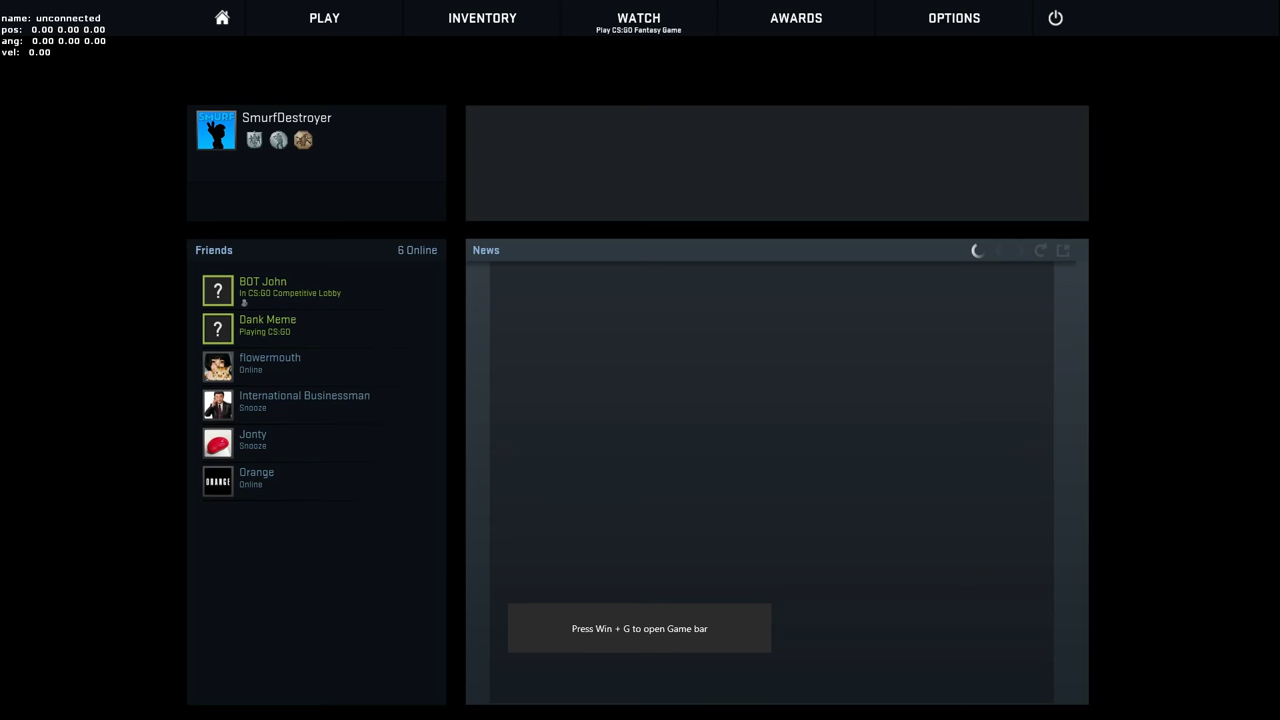 name: unconnected
pos: 0.00 0.00 0.00
ang: 0.00 0.00 0.00
vel: 0.00
PLAY
INVENTORY
WATCH
Play CS:GO Fantasy Game
AWARDS
OPTIONS
SMURF
SmurfDestroyer
Friends
6 Online
BOT John
In CS:GO Competitive Lobby
Dank Meme
Playing CS:GO
flowermouth
Online
International Businessman
Snooze
Jonty
Snooze
ORANGE
Orange
Online
News
Press Win + G to open Game bar